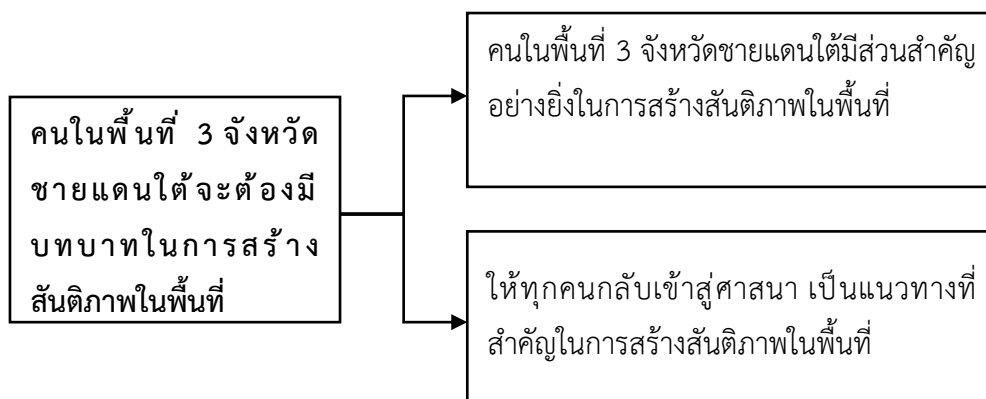 คนในพื้นที่ 3 จังหวัด
ชายแดนใต้จะต้องมี
บทบาทในการสร้าง
สันติภาพในพื้นที่
คนในพื้นที่ 3 จังหวัดชายแดนใต้มีส่วนสำคัญ
อย่างยิ่งในการสร้างสันติภาพในพื้นที่
ให้ทุกคนกลับเข้าสู่ศาสนา เป็นแนวทางที่
สำคัญในการสร้างสันติภาพในพื้นที่